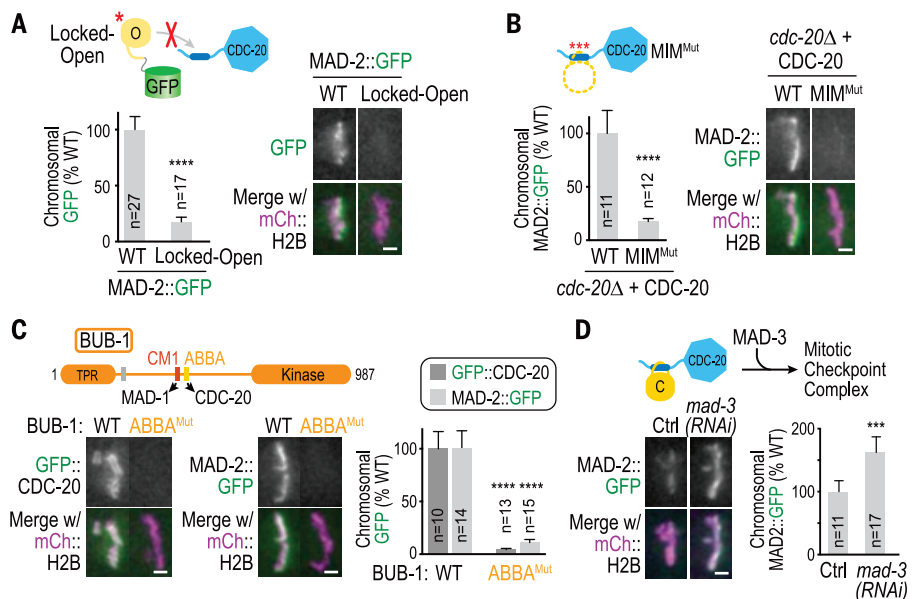 A
Locked-
Open
*
O
X
CDC-20
GFP
MAD-2::GFP
WT Locked-Open
GFP
Merge w/
mCh::
H2B
Chromosomal
GFP (% WT)
100
50
0
n=27
****
n=17
WT Locked-Open
MAD-2::GFP
B
***
CDC-20
MIMMut
cdc-20Δ +
CDC-20
WT MIMMut
MAD-2::
GFP
Merge w/
mCh::
H2B
Chromosomal
MAD2::GFP (% WT)
100
50
0
n=11
****
n=12
WT MIMMut
cdc-20Δ + CDC-20
C
BUB-1
CM1 ABBA
1 TPR Kinase 987
MAD-1 CDC-20
BUB-1: WT ABBAMut
GFP::
CDC-20
Merge w/
mCh::
H2B
WT ABBAMut
MAD-2::
GFP
Merge w/
mCh::
H2B
GFP::CDC-20
MAD-2::GFP
Chromosomal
GFP (% WT)
100
50
0
n=10
n=14
**** ****
n=13
n=15
BUB-1: WT ABBAMut
D
C
CDC-20
MAD-3
Mitotic
Checkpoint
Complex
Ctrl mad-3
(RNAi)
MAD-2::
GFP
Merge w/
mCh::
H2B
Chromosomal
MAD2::GFP (% WT)
200
100
0
n=11
***
n=17
Ctrl mad-3
(RNAi)